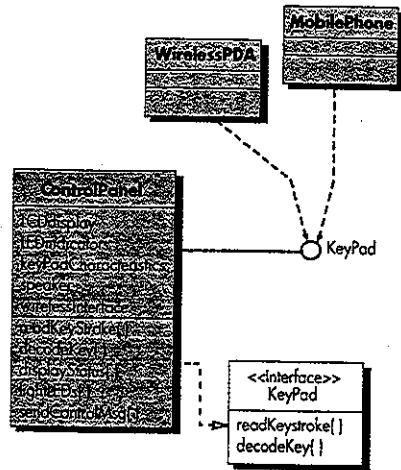 MobilePhone
WirelessPDA
ControlPanel
LCDdisplay
LEDindicators
keyPadCharacteristics
speaker
wirelessInterface
readKeyStroke( )
decodeKey( )
displayStatus( )
lightLEDs( )
sendControlMsg( )
KeyPad
<<interface>>
KeyPad
readKeystroke( )
decodeKey( )